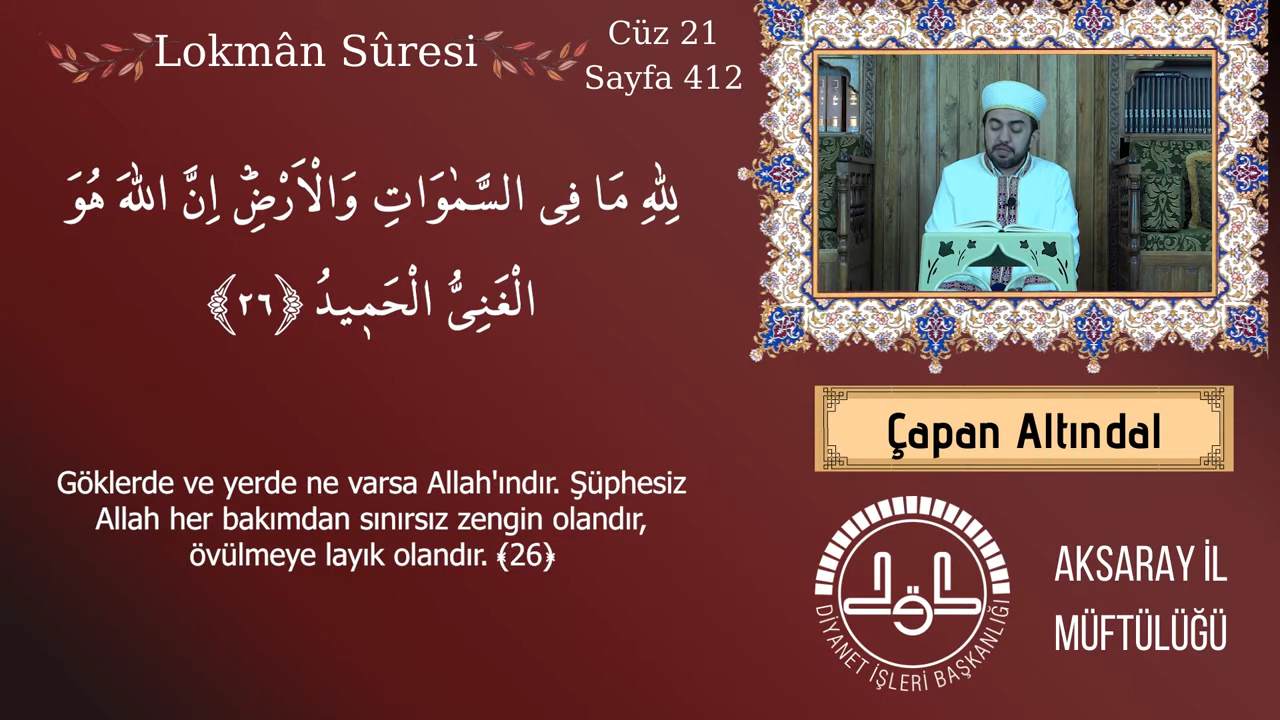 Lokmân Sûresi
Cüz 21
Sayfa 412
لِلّٰهِ مَا فِى السَّمٰوَاتِ وَالْاَرْضِۜ اِنَّ اللّٰهَ هُوَ
الْغَنِىُّ الْحَم۪يدُ ﴿٢٦﴾
Göklerde ve yerde ne varsa Allah'ındır. Şüphesiz
Allah her bakımdan sınırsız zengin olandır,
övülmeye layık olandır. ﴾26﴿
Çapan Altındal
DİYANET İŞLERİ BAŞKANLIĞI
AKSARAY İL
MÜFTÜLÜĞÜ